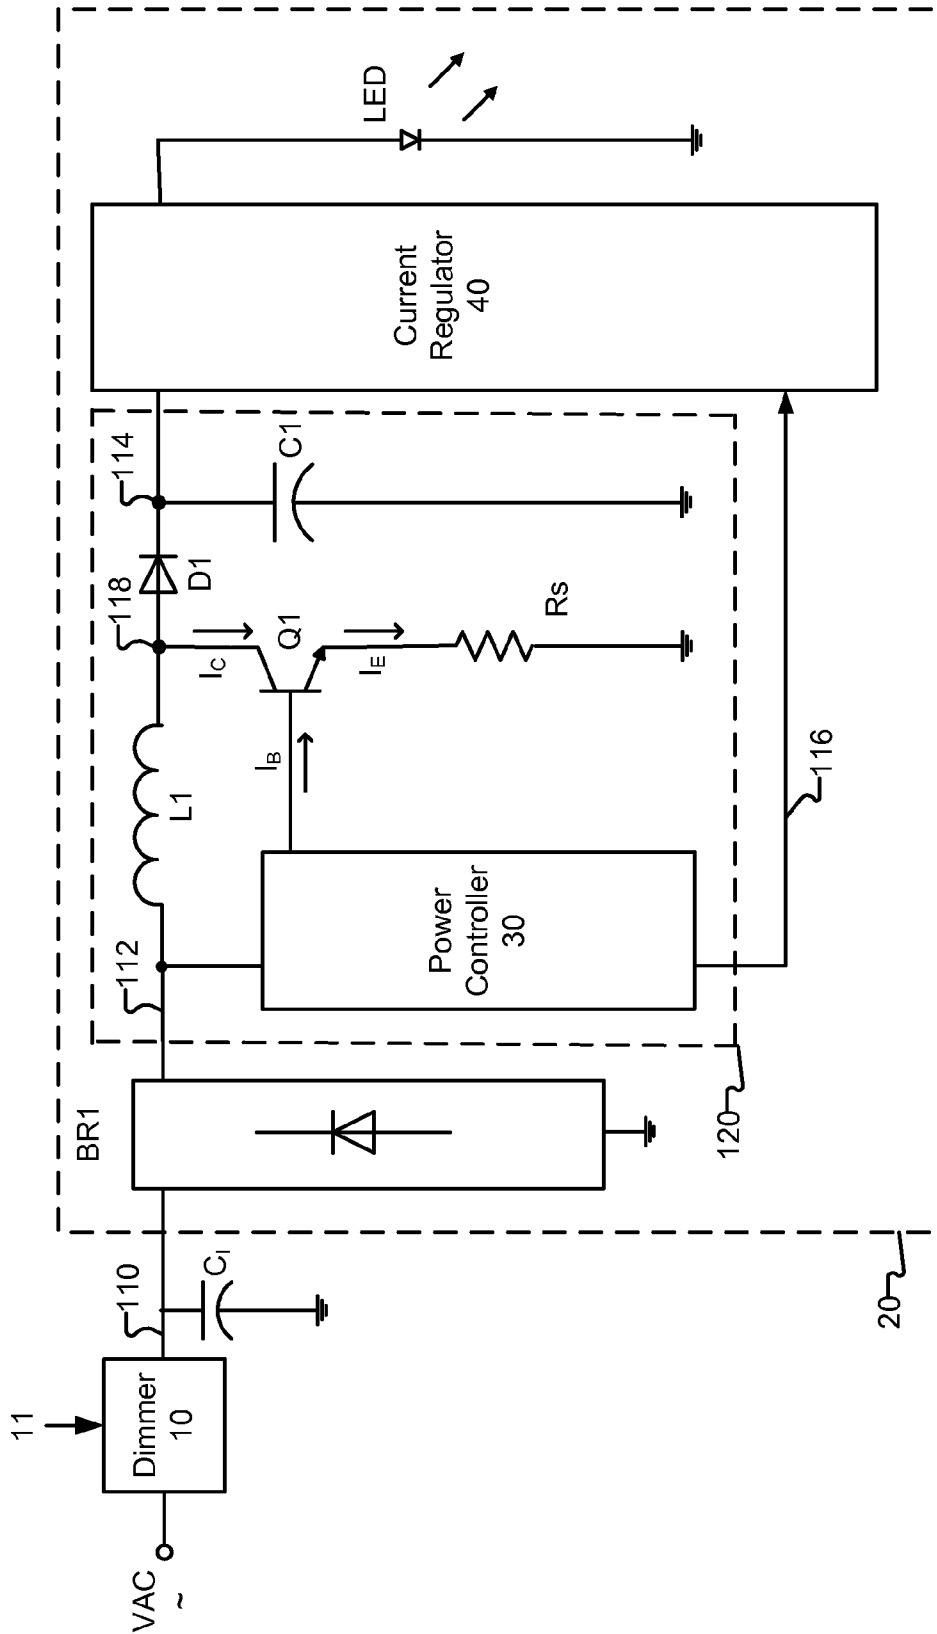 VAC
~
11
Dimmer
10
110
CI
20
BR1
120
112
Power
Controller
30
L1
IB
118
IC
Q1
IE
Rs
D1
114
C1
116
Current
Regulator
40
LED